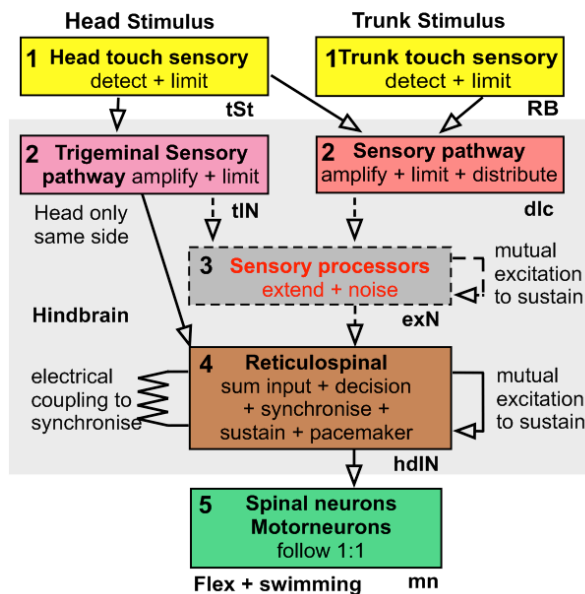 Head Stimulus
Trunk Stimulus
1 Head touch sensory
detect + limit
tSt
1 Trunk touch sensory
detect + limit
RB
2 Trigeminal Sensory
pathway amplify + limit
tIN
2 Sensory pathway
amplify + limit + distribute
dlc
Head only
same side
3 Sensory processors
extend + noise
exN
mutual
excitation
to sustain
Hindbrain
4 Reticulospinal
sum input + decision
+ synchronise +
sustain + pacemaker
hdIN
electrical
coupling to
synchronise
mutual
excitation
to sustain
5 Spinal neurons
Motorneurons
follow 1:1
Flex + swimming
mn